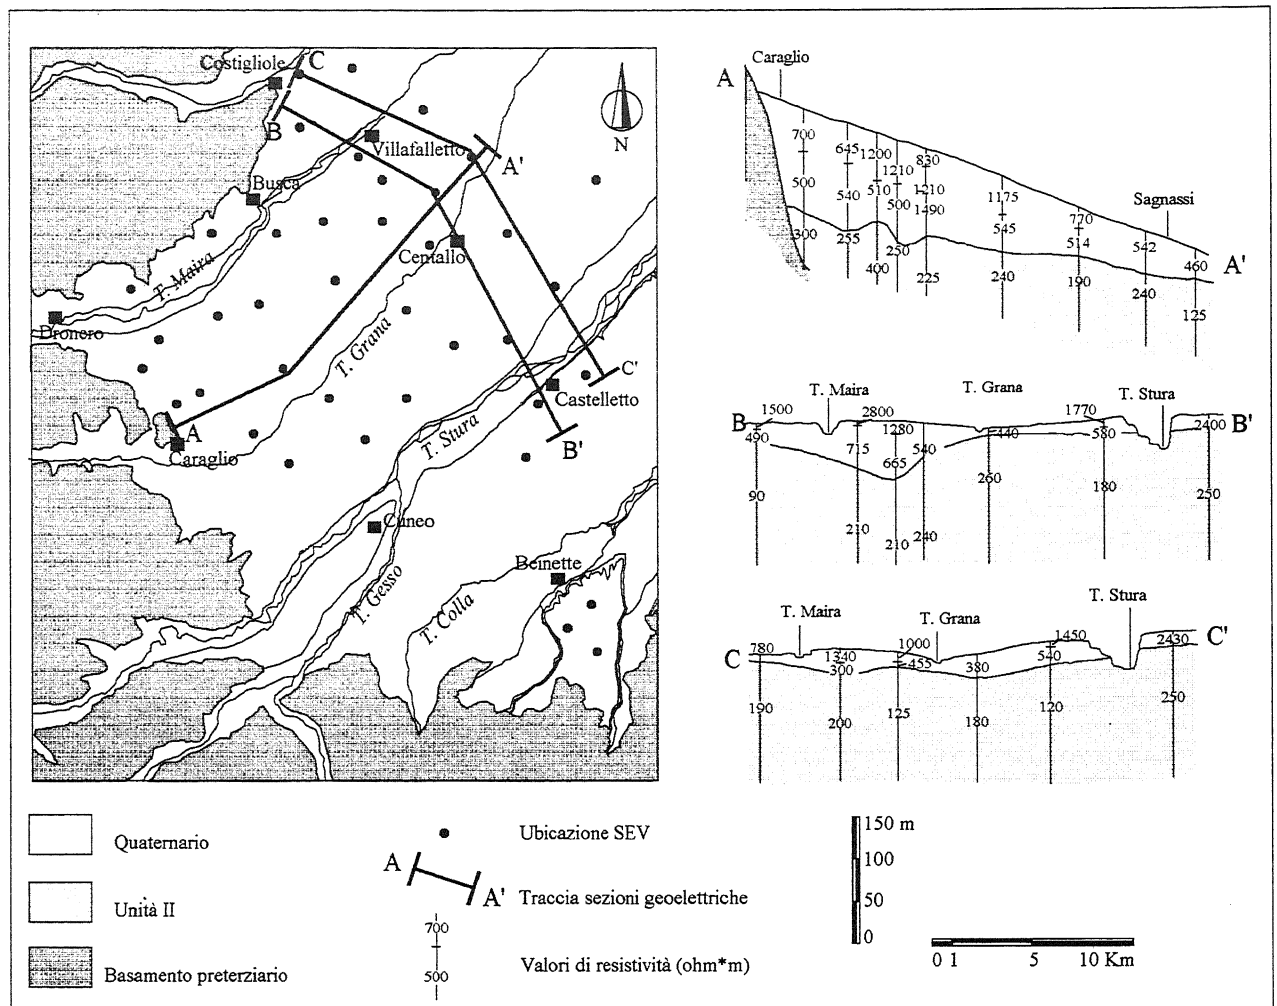 Costigliole
C
B
Villafalletto
A'
N
Busca
T. Maira
Centallo
Dronero
T. Grana
C'
Castelletto
A
Caraglio
T. Stura
B'
Cuneo
T. Gesso
T. Colla
Beinette
A
Caraglio
700
500
300
645
540
255
1200
510
400
1210
500
250
830
1210
1490
225
1175
545
240
770
514
190
542
240
Sagnassi
460
125
A'
T. Maira
T. Grana
T. Stura
B
1500
490
90
2800
715
210
1280
665
210
540
240
440
260
1770
580
180
2400
250
B'
T. Maira
T. Grana
T. Stura
C
780
190
1340
300
200
1000
455
125
380
180
1450
540
120
2430
250
C'
Quaternario
Unità II
Basamento preterziario
Ubicazione SEV
A
A'
Traccia sezioni geoelettriche
700
500
Valori di resistività (ohm*m)
150 m
100
50
0
0 1 5 10 Km